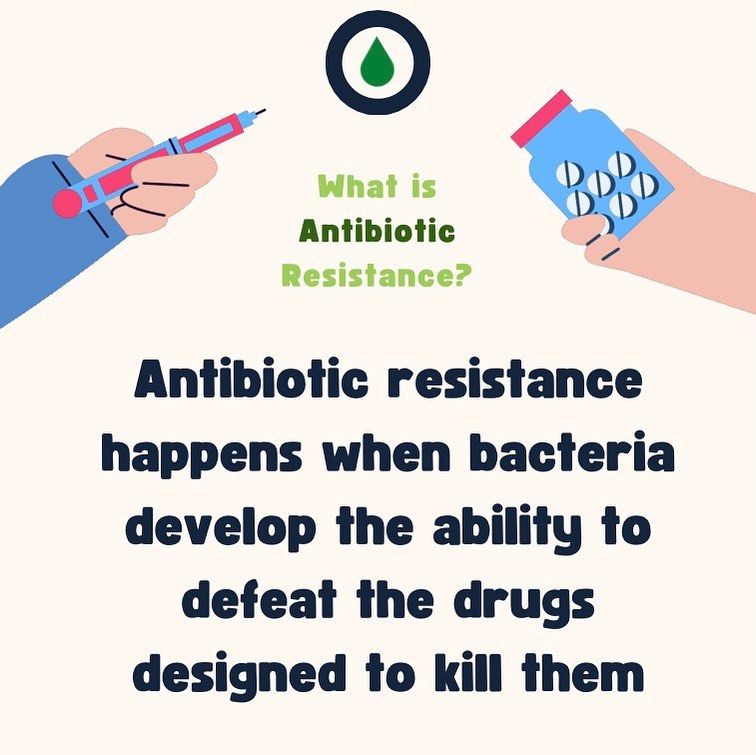 What is
Antibiotic
Resistance?
Antibiotic resistance
happens when bacteria
develop the ability to
defeat the drugs
designed to kill them